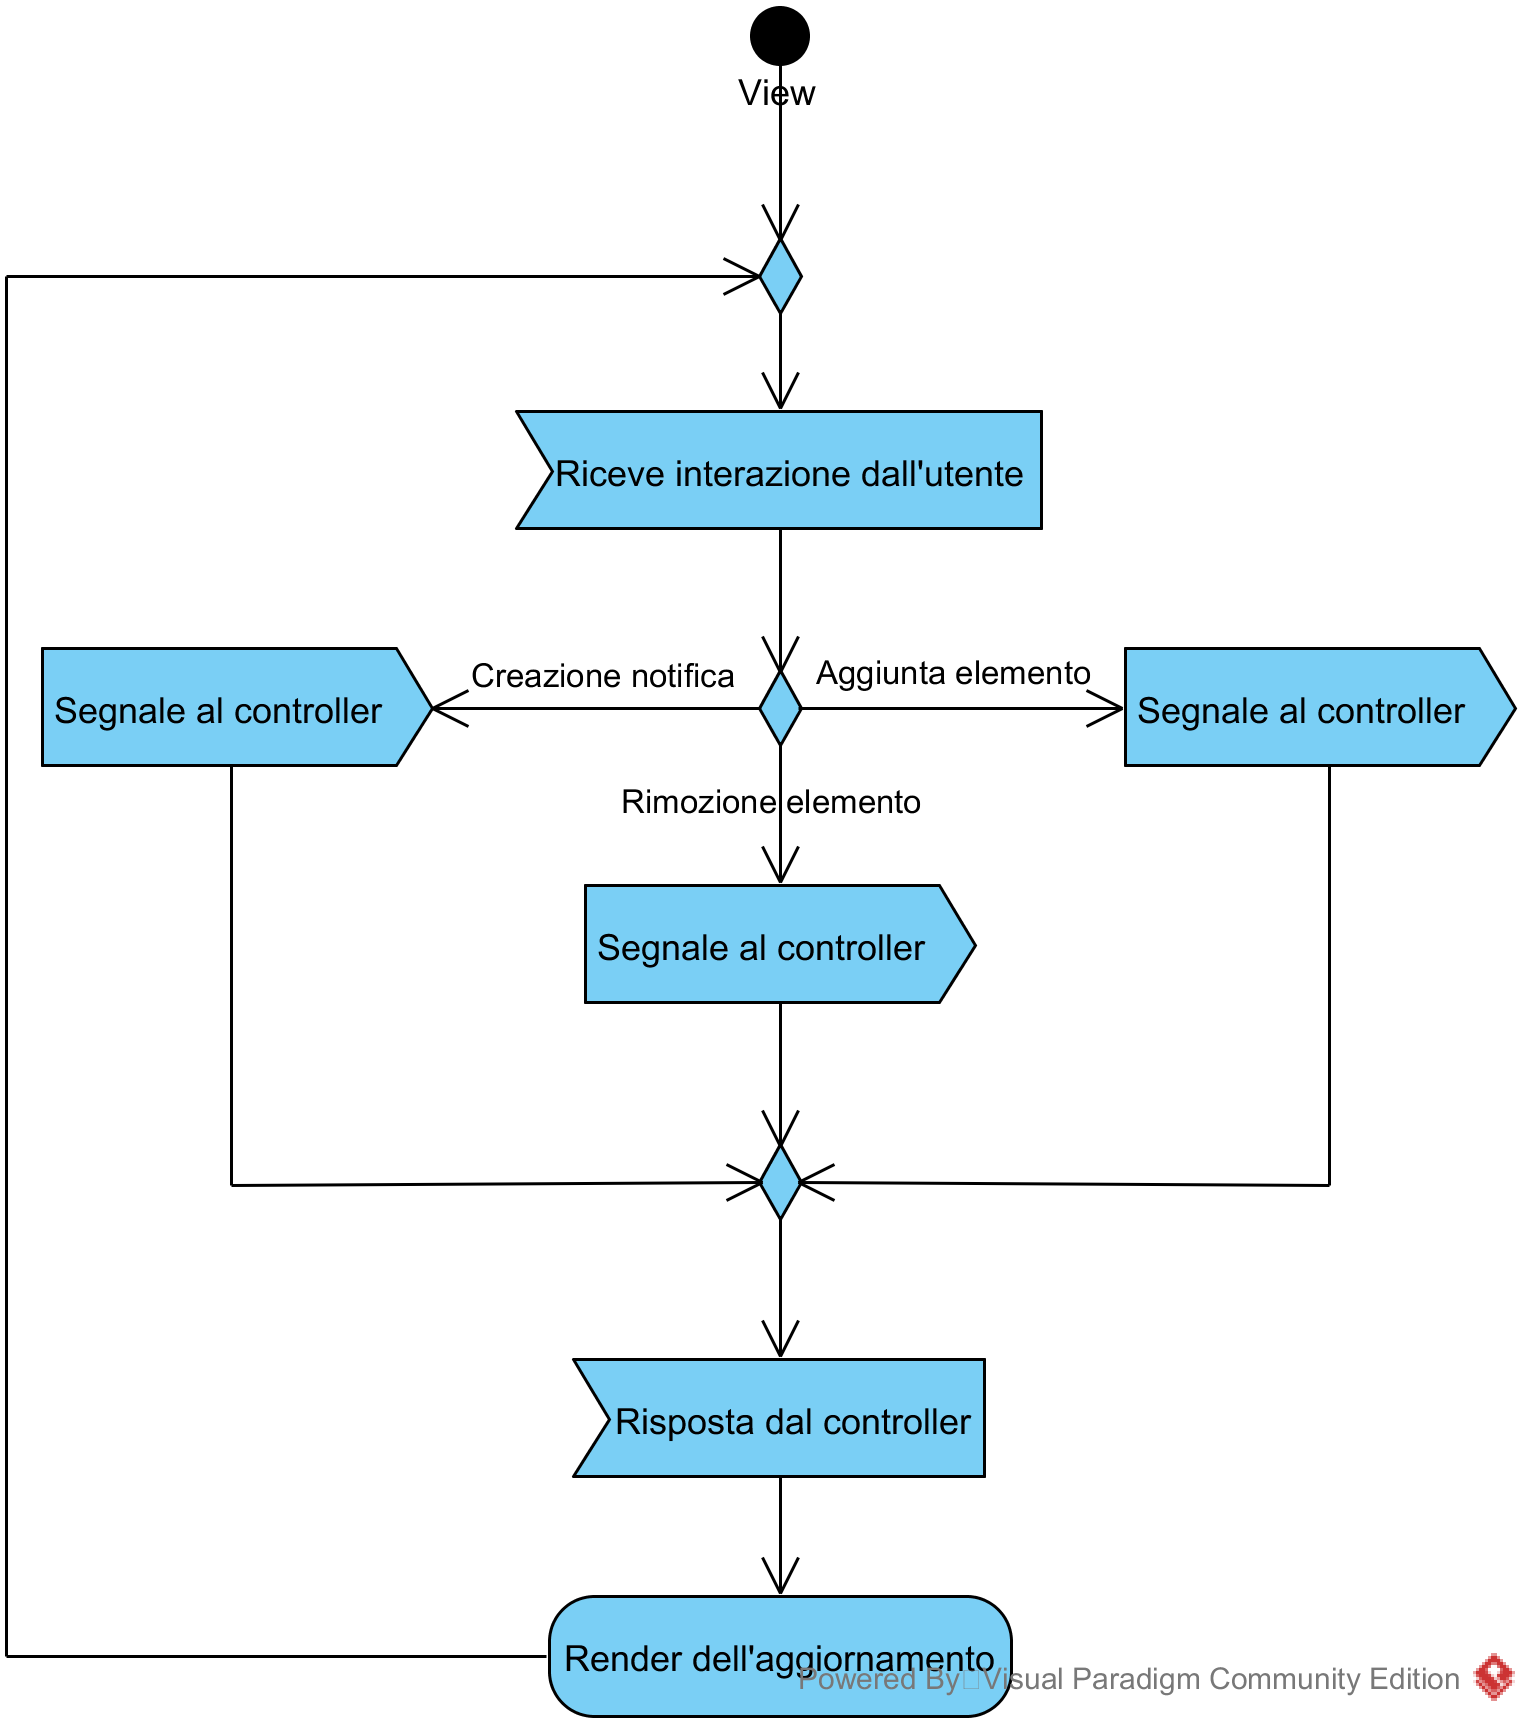 View
Riceve interazione dall'utente
Creazione notifica
Aggiunta elemento
Segnale al controller
Segnale al controller
Rimozione elemento
Segnale al controller
Risposta dal controller
Render dell'aggiornamento
Powered By Visual Paradigm Community Edition